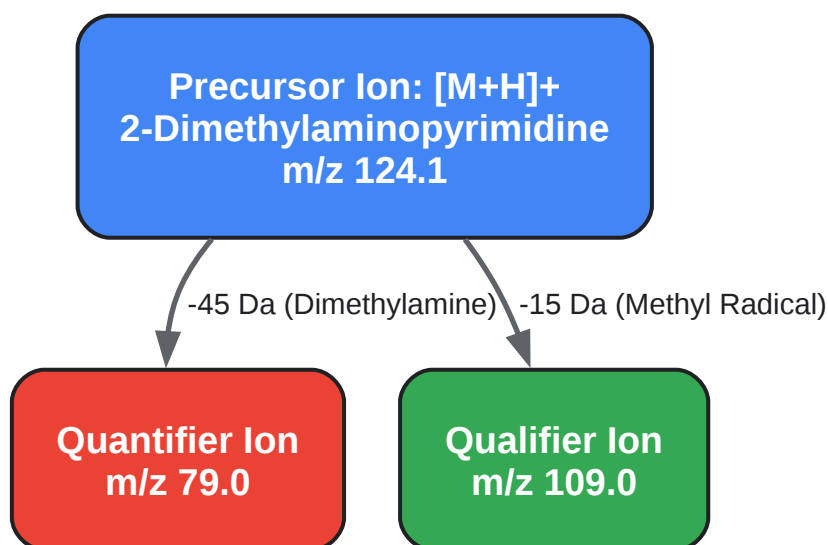 Precursor Ion: [M+H]+
2-Dimethylaminopyrimidine
m/z 124.1
-45 Da (Dimethylamine)
-15 Da (Methyl Radical)
Quantifier Ion
m/z 79.0
Qualifier Ion
m/z 109.0